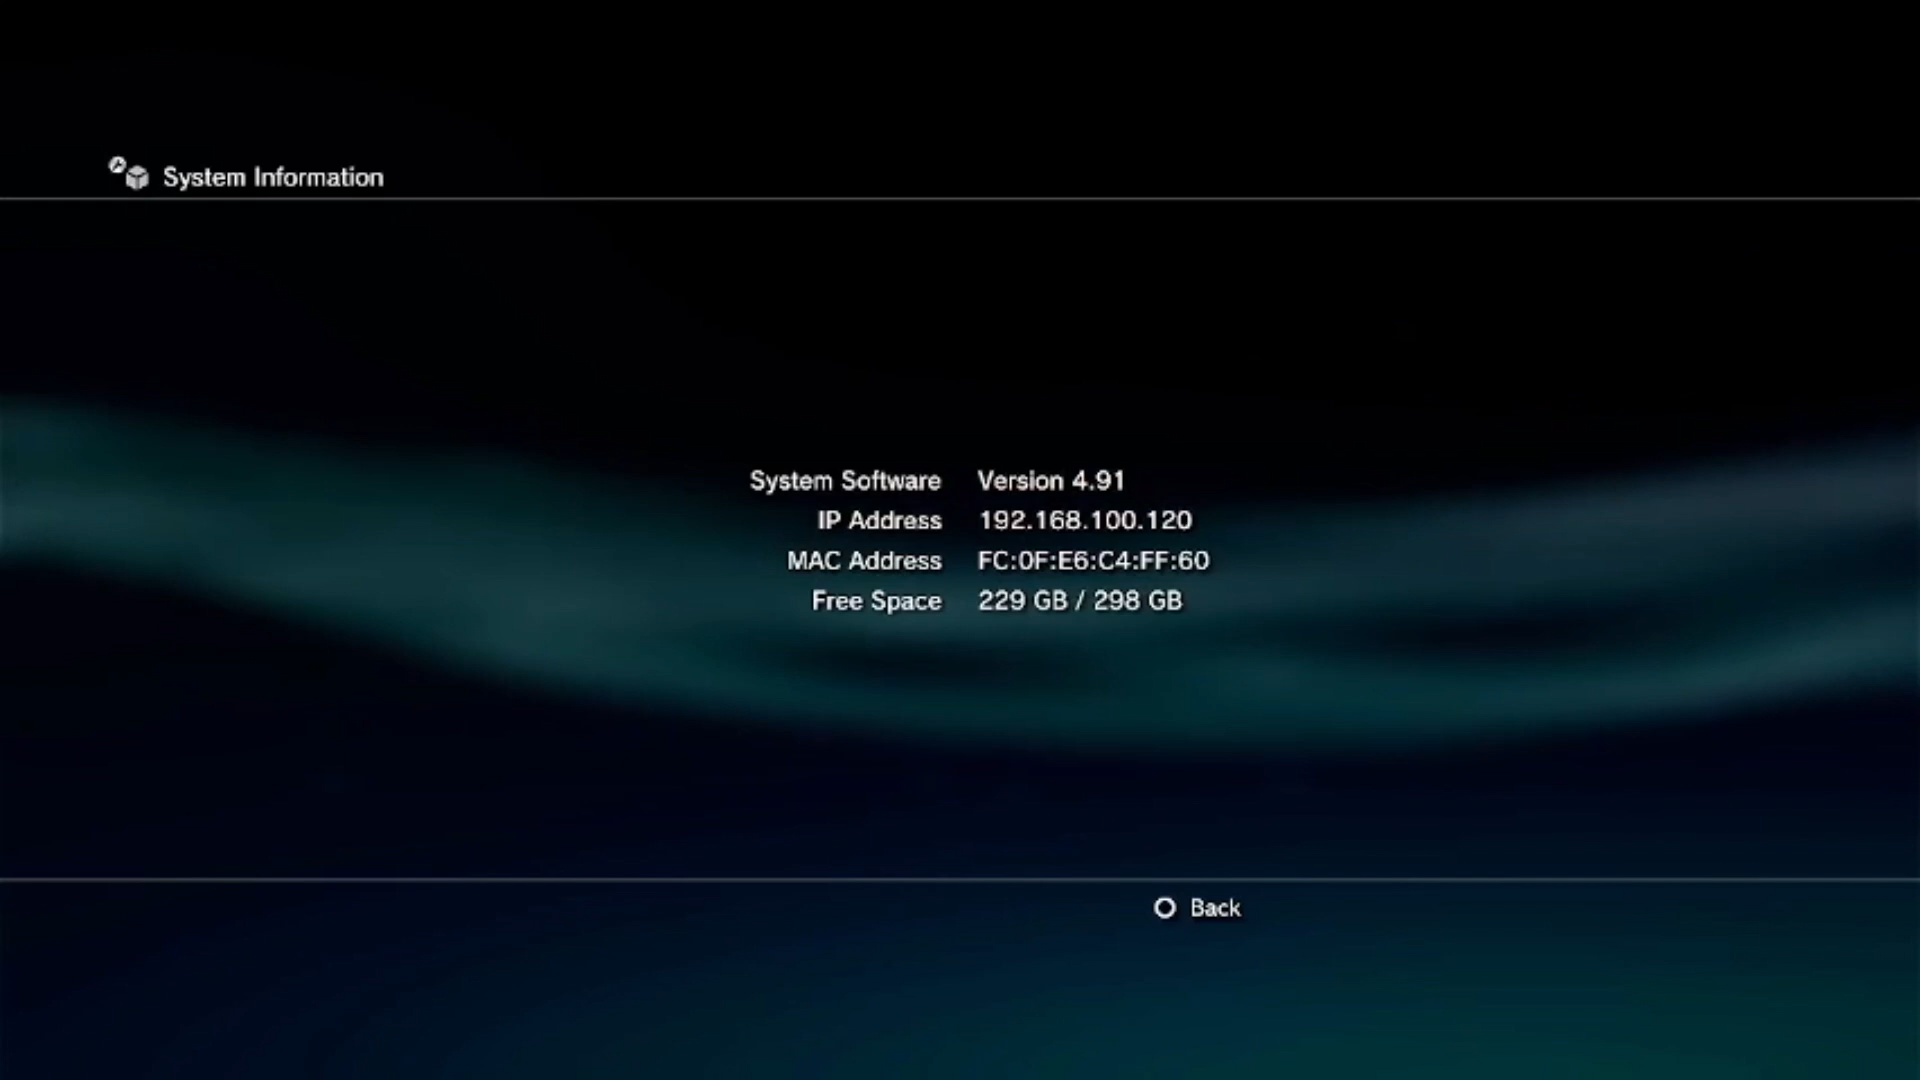 System Information
System Software Version 4.91
IP Address 192.168.100.120
MAC Address FC:0F:E6:C4:FF:60
Free Space 229 GB / 298 GB
Back